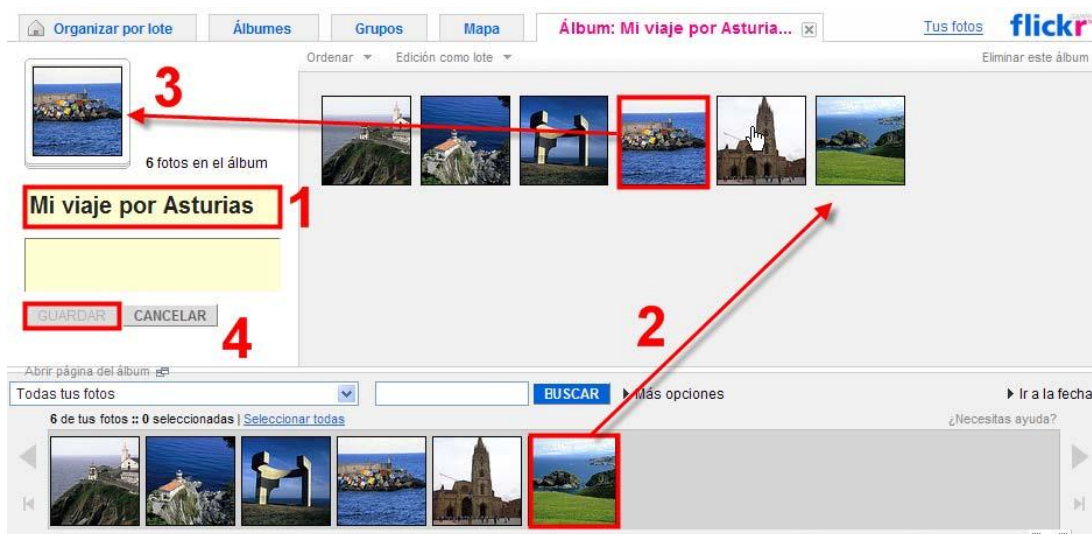 Organizar por lote Álbumes Grupos Mapa Álbum: Mi viaje por Asturia... Tus fotos flickr
Ordenar Edición como lote Eliminar este álbum
3
6 fotos en el álbum
Mi viaje por Asturias 1
GUARDAR CANCELAR
4
2
Abrir página del álbum
Todas tus fotos BUSCAR Más opciones Ir a la fecha
6 de tus fotos :: 0 seleccionadas | Seleccionar todas ¿Necesitas ayuda?